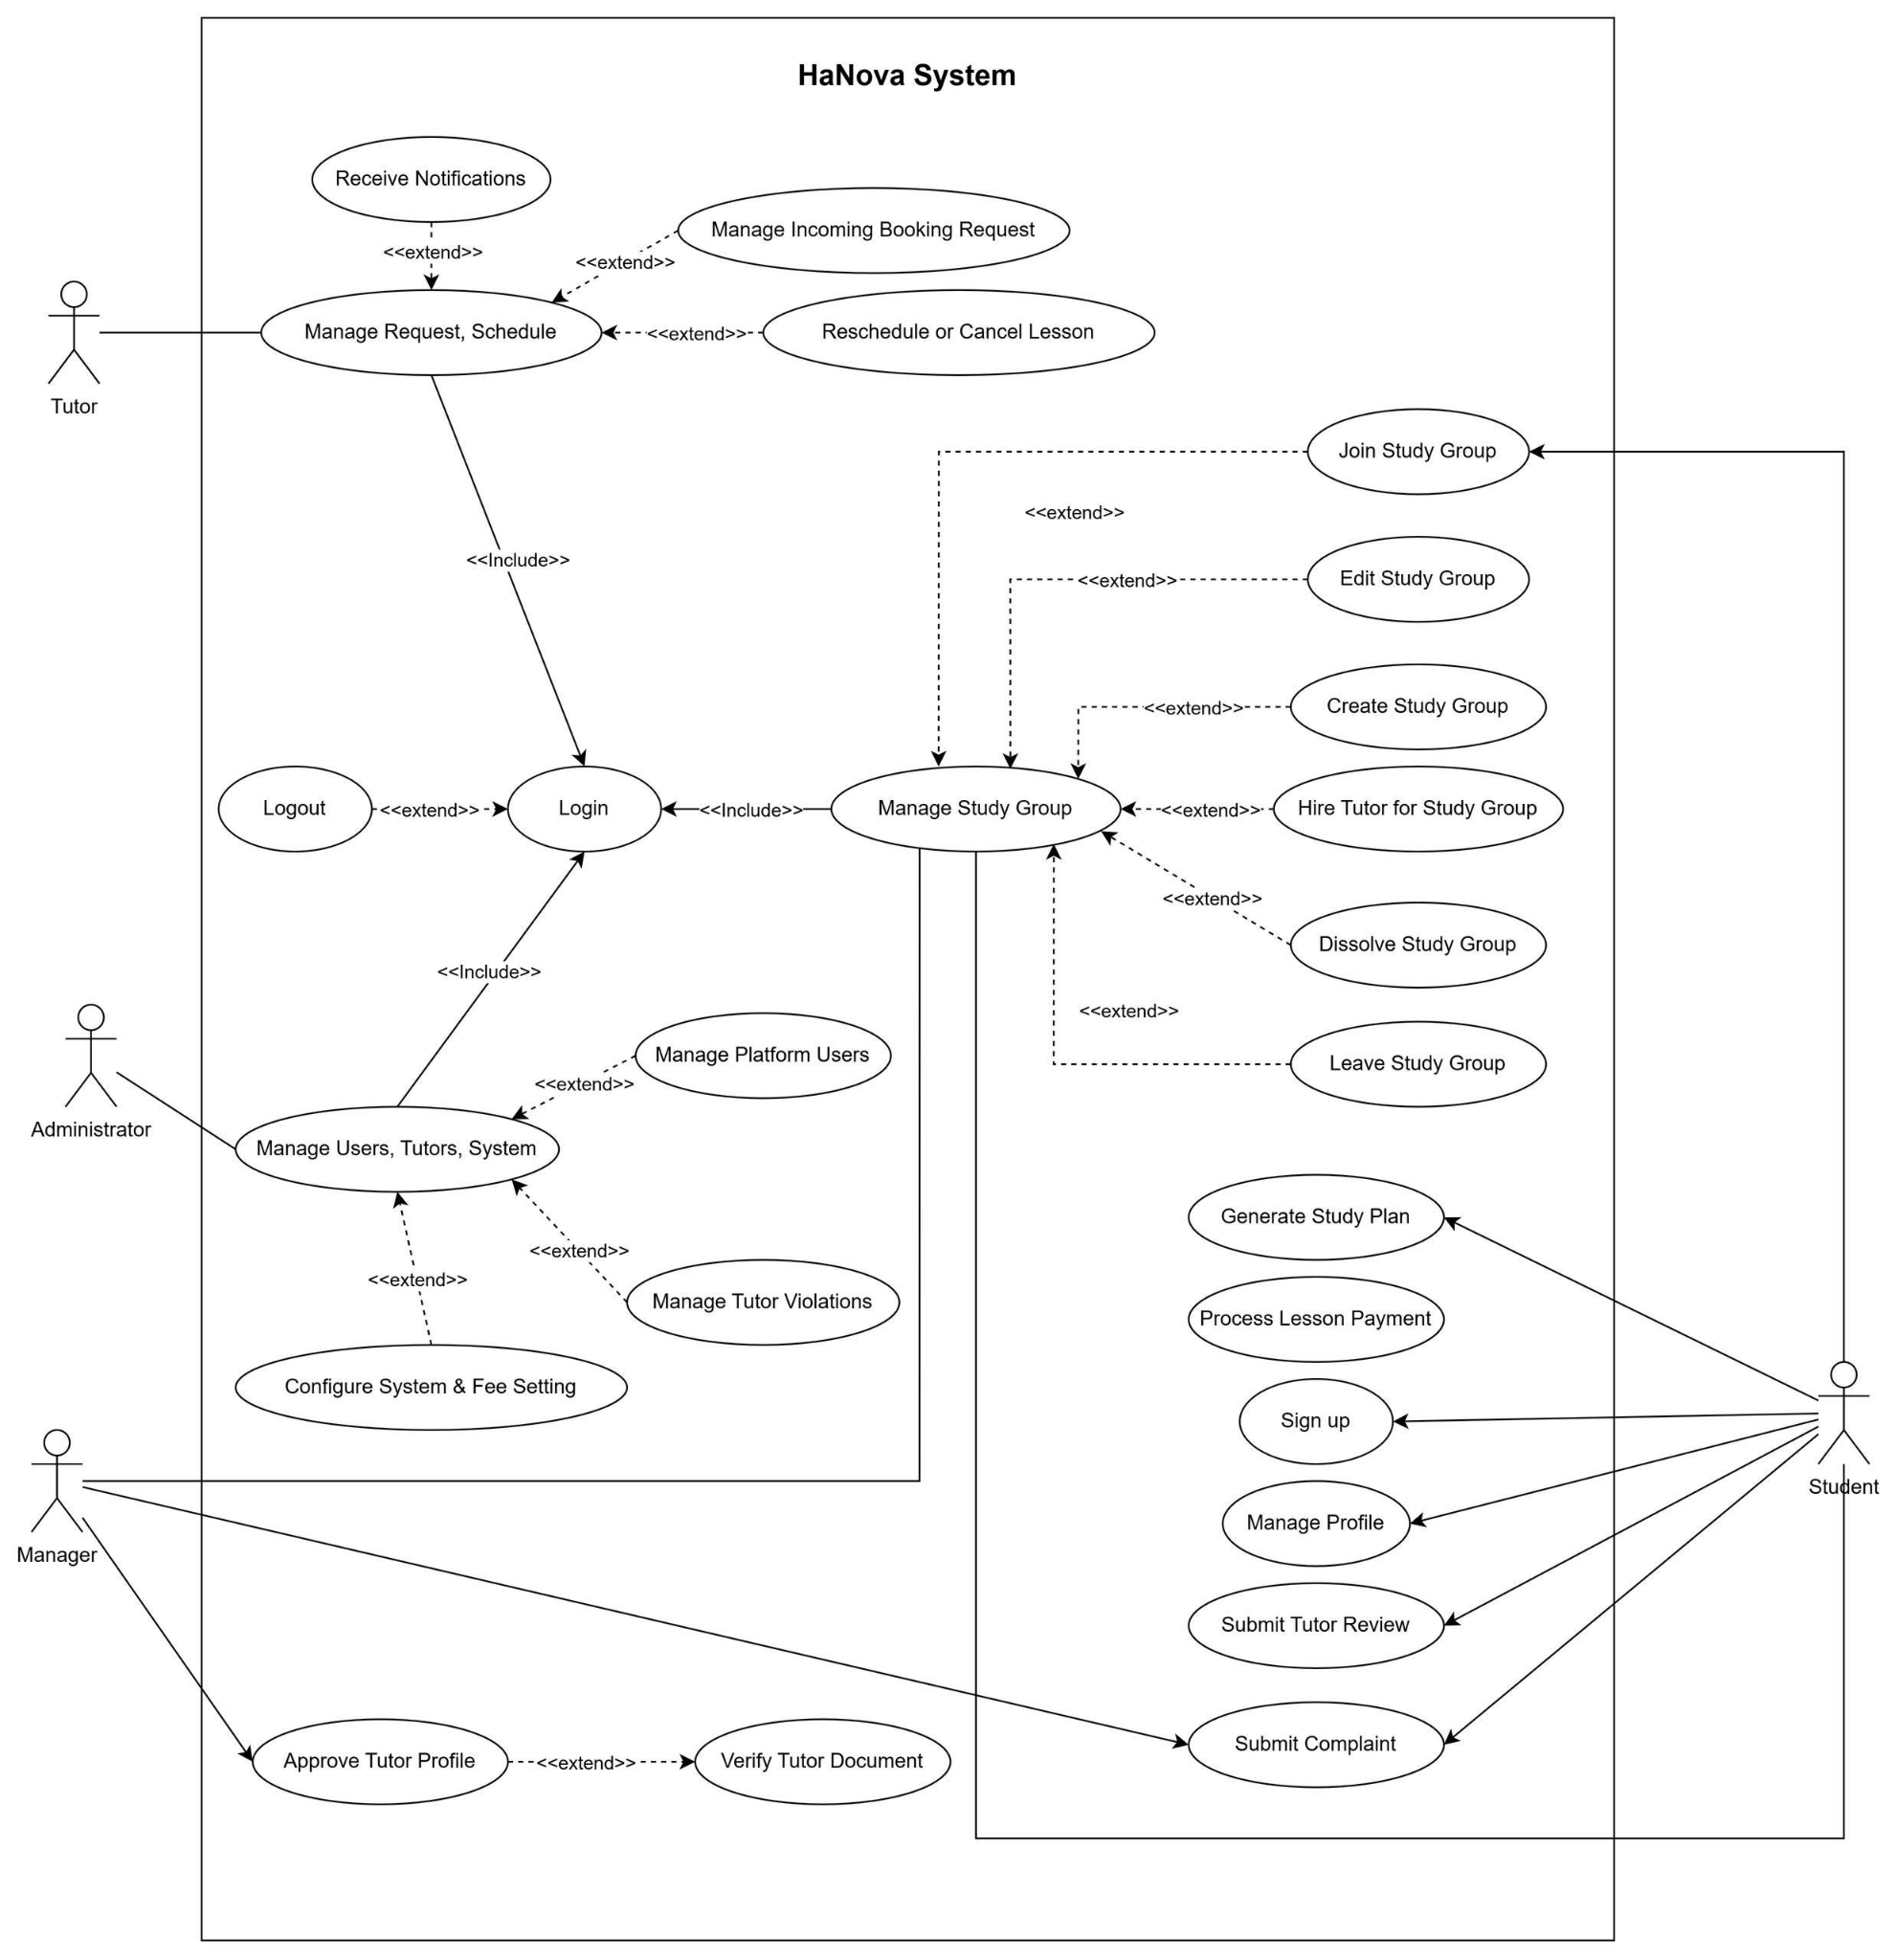 HaNova System
Receive Notifications
<<extend>>
Manage Incoming Booking Request
<<extend>>
Manage Request, Schedule
<<extend>>
Reschedule or Cancel Lesson
Tutor
Join Study Group
<<extend>>
<<Include>>
Edit Study Group
<<extend>>
Create Study Group
<<extend>>
Logout
<<extend>>
Login
<<Include>>
Manage Study Group
<<extend>>
Hire Tutor for Study Group
<<extend>>
Dissolve Study Group
<<Include>>
<<extend>>
Leave Study Group
Manage Platform Users
<<extend>>
Administrator
Manage Users, Tutors, System
Generate Study Plan
<<extend>>
<<extend>>
Manage Tutor Violations
Process Lesson Payment
Configure System & Fee Setting
Sign up
Student
Manage Profile
Manager
Submit Tutor Review
Submit Complaint
Approve Tutor Profile
<<extend>>
Verify Tutor Document